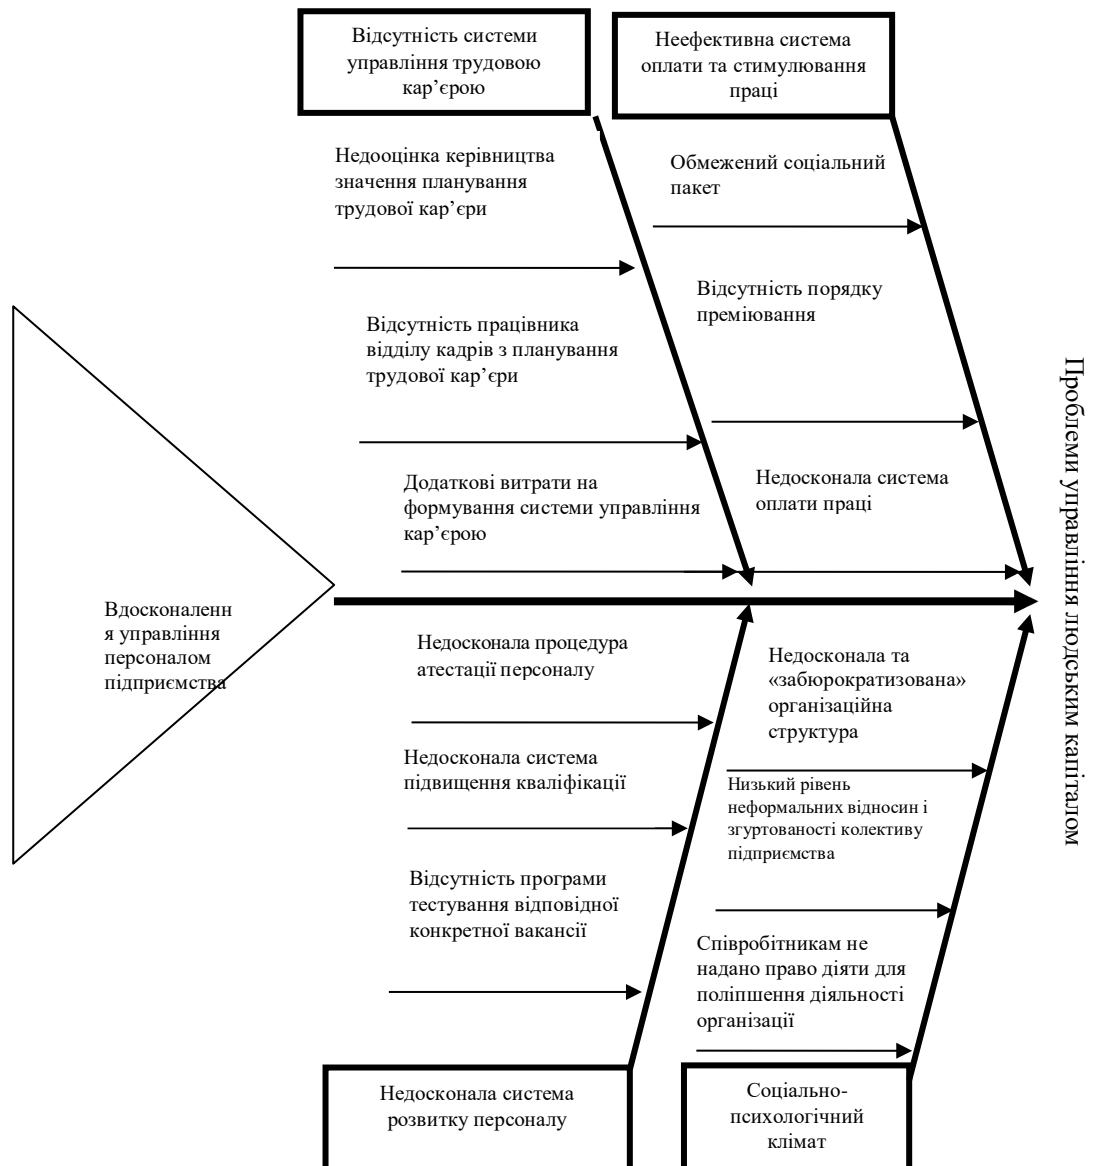 Відсутність системи
управління трудовою
кар’єрою
Неефективна система
оплати та стимулювання
праці
Недооцінка керівництва
значення планування
трудової кар’єри
Обмежений соціальний
пакет
Відсутність працівника
відділу кадрів з планування
трудової кар’єри
Відсутність порядку
преміювання
Додаткові витрати на
формування системи управління
кар’єрою
Недосконала система
оплати праці
Проблеми управління людським капіталом
Вдосконаленн
я управління
персоналом
підприємства
Недосконала процедура
атестації персоналу
Недосконала та
«забюрократизована»
організаційна
структура
Недосконала система
підвищення кваліфікації
Низький рівень
неформальних відносин і
згуртованості колективу
підприємства
Відсутність програми
тестування відповідної
конкретної вакансії
Співробітникам не
надано право діяти для
поліпшення діяльності
організації
Недосконала система
розвитку персоналу
Соціально-
психологічний
клімат